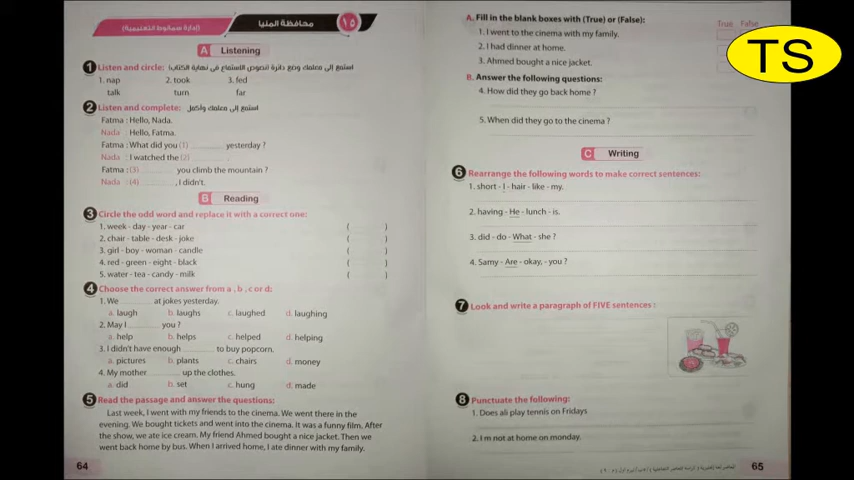 (إدارة سمالوط التعليمية)
محافظة المنيا
١٥
A Listening
1 Listen and circle: استمع إلى معلمك وضع دائرة (نصوص الاستماع في نهاية الكتاب)
1. nap 2. took 3. fed
talk turn far
2 Listen and complete: استمع إلى معلمك وأكمل
Fatma : Hello, Nada.
Nada : Hello, Fatma.
Fatma : What did you (1) yesterday ?
Nada : I watched the (2) .
Fatma : (3) you climb the mountain ?
Nada : (4) , I didn't.
B Reading
3 Circle the odd word and replace it with a correct one:
1. week - day - year - car ( )
2. chair - table - desk - joke ( )
3. girl - boy - woman - candle ( )
4. red - green - eight - black ( )
5. water - tea - candy - milk ( )
4 Choose the correct answer from a , b , c or d:
1. We at jokes yesterday.
a. laugh b. laughs c. laughed d. laughing
2. May I you ?
a. help b. helps c. helped d. helping
3. I didn't have enough to buy popcorn.
a. pictures b. plants c. chairs d. money
4. My mother up the clothes.
a. did b. set c. hung d. made
5 Read the passage and answer the questions:
Last week, I went with my friends to the cinema. We went there in the
evening. We bought tickets and went into the cinema. It was a funny film. After
the show, we ate ice cream. My friend Ahmed bought a nice jacket. Then we
went back home by bus. When I arrived home, I ate dinner with my family.
64
A. Fill in the blank boxes with (True) or (False):
True False
1. I went to the cinema with my family.
2. I had dinner at home.
3. Ahmed bought a nice jacket.
TS
B. Answer the following questions:
4. How did they go back home ?
5. When did they go to the cinema ?
C Writing
6 Rearrange the following words to make correct sentences:
1. short - I - hair - like - my.
2. having - He - lunch - is.
3. did - do - What - she ?
4. Samy - Are - okay, - you ?
7 Look and write a paragraph of FIVE sentences :
8 Punctuate the following:
1. Does ali play tennis on Fridays
2. I m not at home on monday.
65